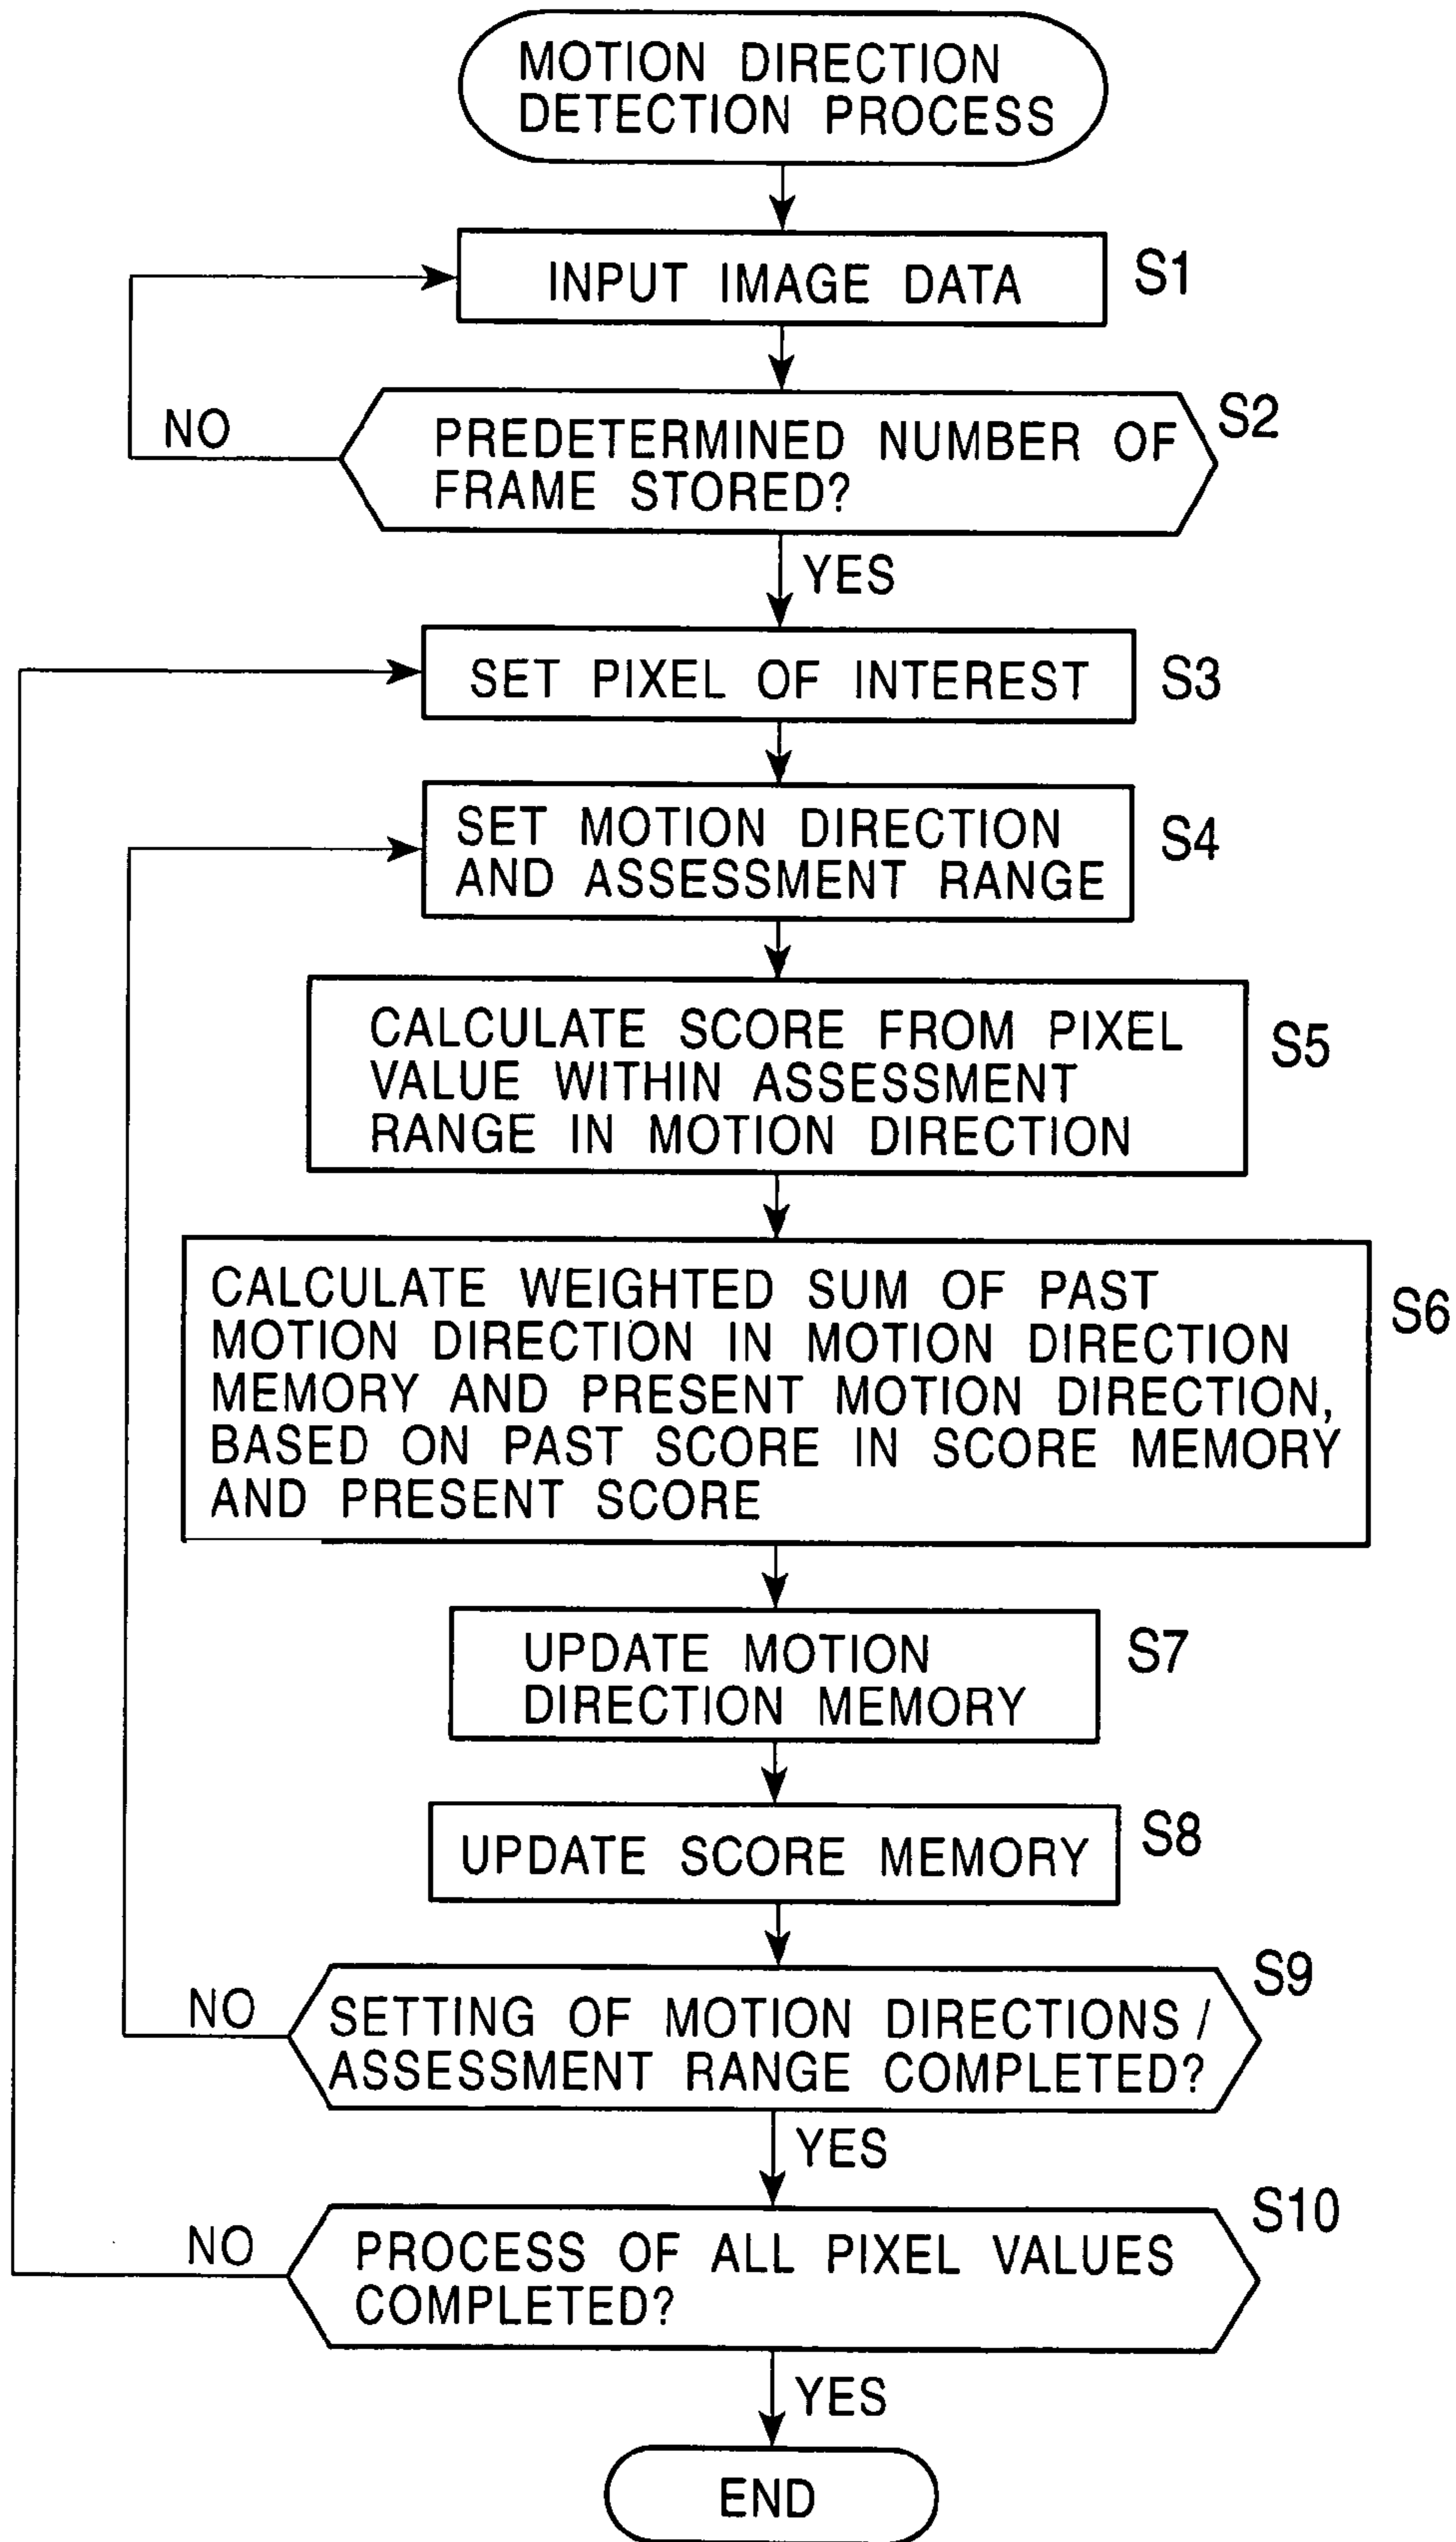 MOTION DIRECTION
DETECTION PROCESS
INPUT IMAGE DATA
S1
PREDETERMINED NUMBER OF
FRAME STORED?
S2
NO
YES
SET PIXEL OF INTEREST
S3
SET MOTION DIRECTION
AND ASSESSMENT RANGE
S4
CALCULATE SCORE FROM PIXEL
VALUE WITHIN ASSESSMENT
RANGE IN MOTION DIRECTION
S5
CALCULATE WEIGHTED SUM OF PAST
MOTION DIRECTION IN MOTION DIRECTION
MEMORY AND PRESENT MOTION DIRECTION,
BASED ON PAST SCORE IN SCORE MEMORY
AND PRESENT SCORE
S6
UPDATE MOTION
DIRECTION MEMORY
S7
UPDATE SCORE MEMORY
S8
SETTING OF MOTION DIRECTIONS /
ASSESSMENT RANGE COMPLETED?
S9
NO
YES
PROCESS OF ALL PIXEL VALUES
COMPLETED?
S10
NO
YES
END